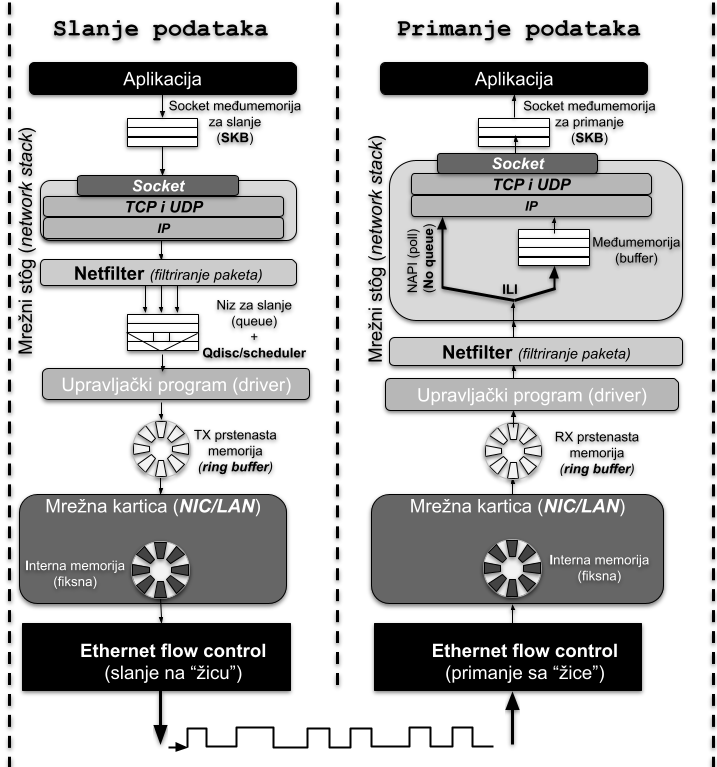 Slanje podataka
Aplikacija
Socket međumemorija
za slanje
(SKB)
Mrežni stôg (network stack)
Socket
TCP i UDP
IP
Netfilter (filtriranje paketa)
Niz za slanje
(queue)
+
Qdisc/scheduler
Upravljački program (driver)
TX prstenasta
memorija
(ring buffer)
Mrežna kartica (NIC/LAN)
Interna memorija
(fiksna)
Ethernet flow control
(slanje na “žicu”)
Primanje podataka
Aplikacija
Socket međumemorija
za primanje
(SKB)
Mrežni stôg (network stack)
Socket
TCP i UDP
IP
NAPI (poll)
(No queue)
Međumemorija
(buffer)
ILI
Netfilter (filtriranje paketa)
Upravljački program (driver)
RX prstenasta
memorija
(ring buffer)
Mrežna kartica (NIC/LAN)
Interna memorija
(fiksna)
Ethernet flow control
(primanje sa “žice”)